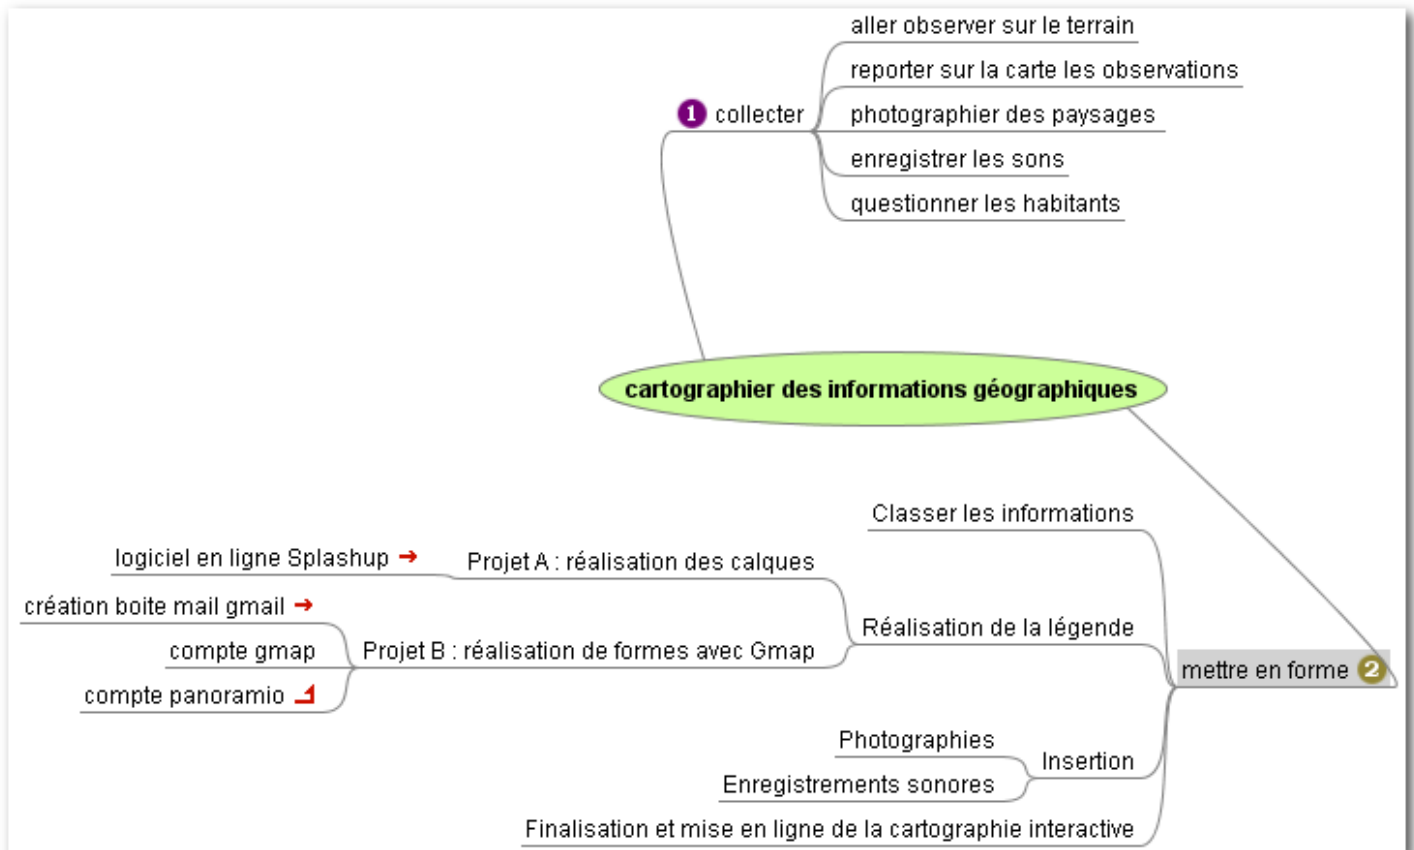 aller observer sur le terrain
reporter sur la carte les observations
1 collecter
photographier des paysages
enregistrer les sons
questionner les habitants
cartographier des informations géographiques
Classer les informations
logiciel en ligne Splashup
Projet A : réalisation des calques
création boite mail gmail
Réalisation de la légende
compte gmap
Projet B : réalisation de formes avec Gmap
mettre en forme 2
compte panoramio
Photographies
Insertion
Enregistrements sonores
Finalisation et mise en ligne de la cartographie interactive